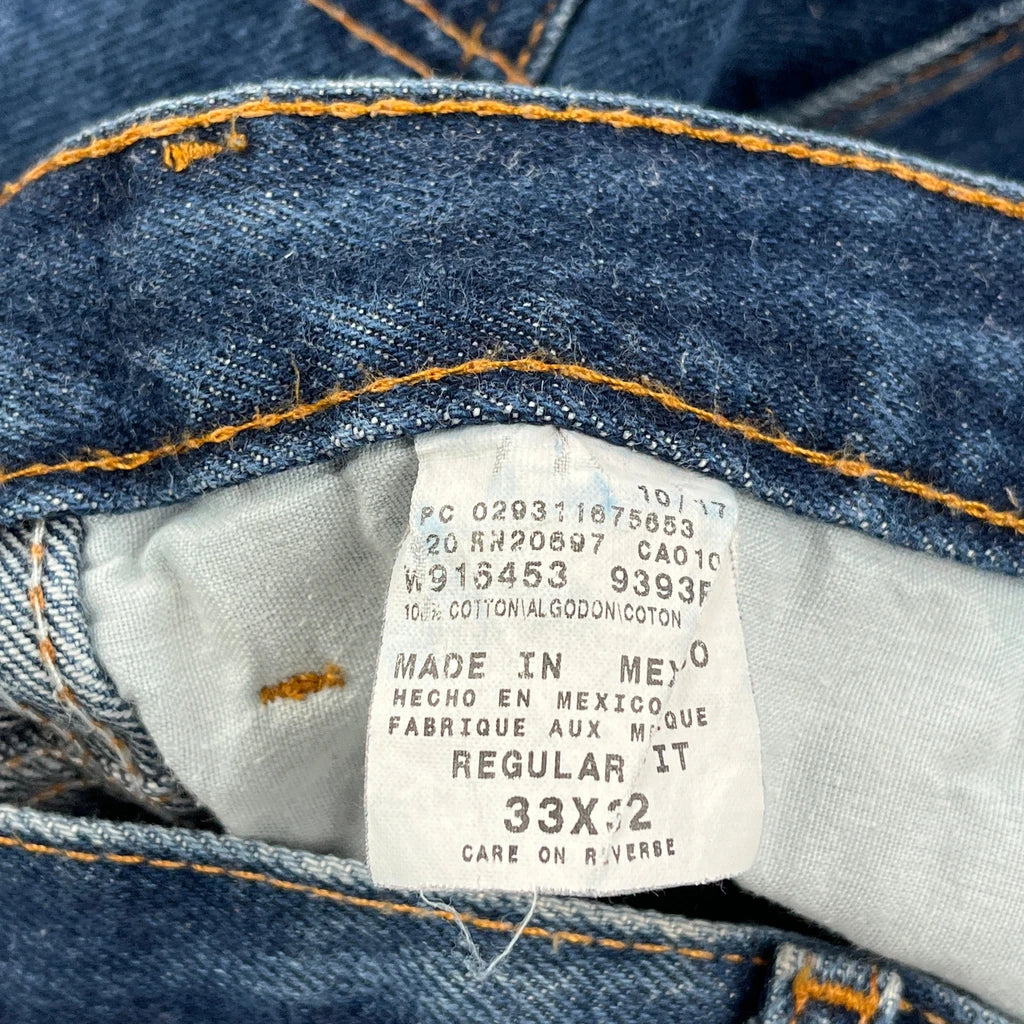 10/17
PC 029311675653
20 RN20697 CA010
W916453 9393F
100% COTTON\ALGODON\COTON
MADE IN MEXICO
HECHO EN MEXICO
FABRIQUE AUX MEXIQUE
REGULAR FIT
33X32
CARE ON REVERSE